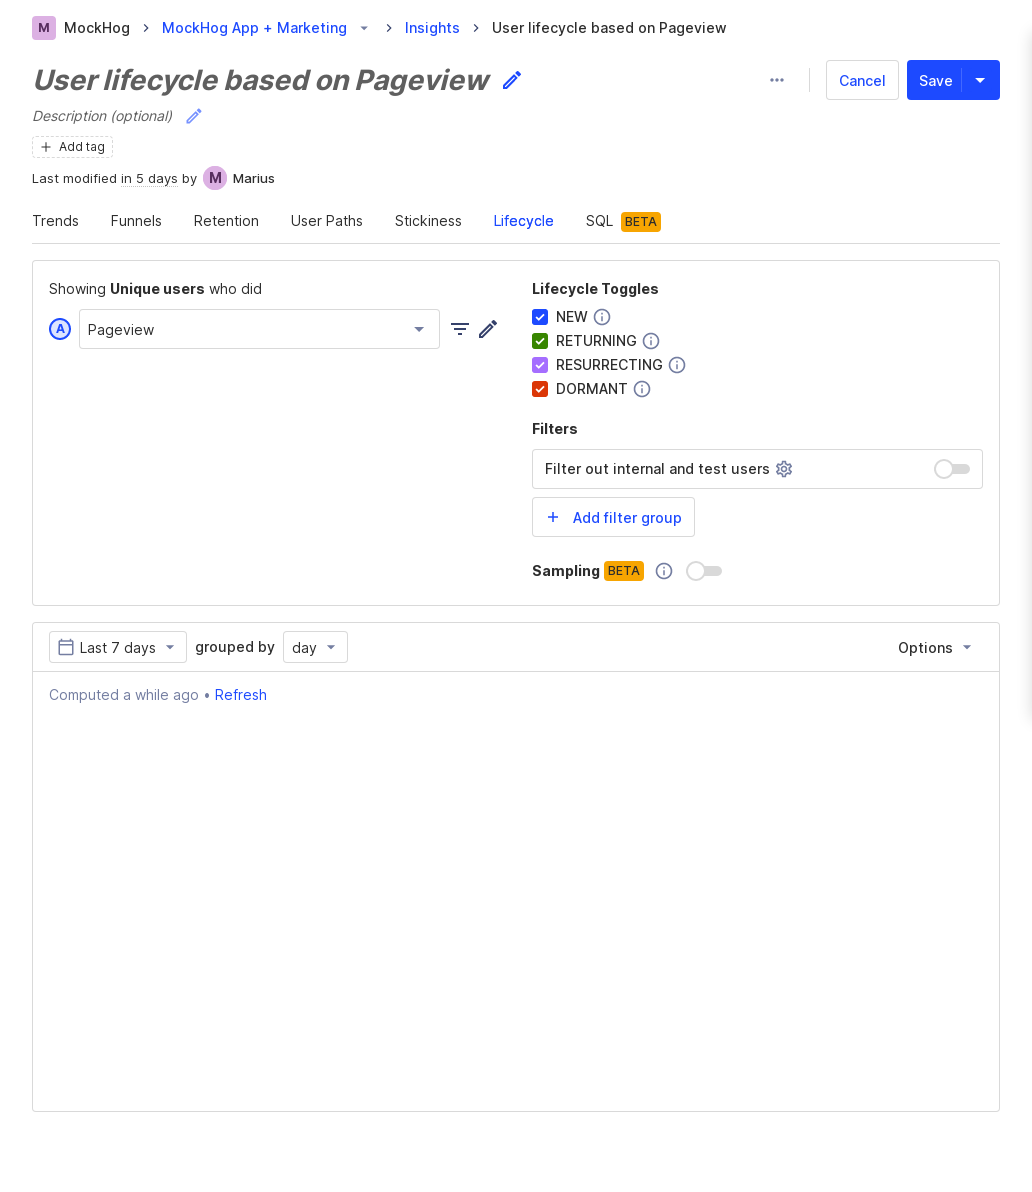 M MockHog MockHog App + Marketing Insights User lifecycle based on Pageview
User lifecycle based on Pageview
Cancel Save
Description (optional)
Add tag
Last modified in 5 days by M Marius
Trends Funnels Retention User Paths Stickiness Lifecycle SQL BETA
Showing Unique users who did
A Pageview
Lifecycle Toggles
NEW
RETURNING
RESURRECTING
DORMANT
Filters
Filter out internal and test users
Add filter group
Sampling BETA
Last 7 days grouped by day Options
Computed a while ago • Refresh